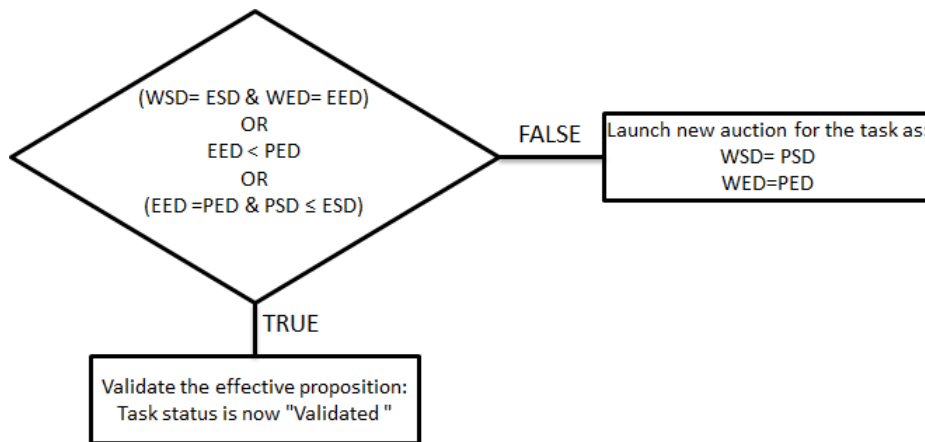 (WSD= ESD & WED= EED)
OR
EED < PED
OR
(EED =PED & PSD ≤ ESD)
FALSE
Launch new auction for the task as:
WSD= PSD
WED=PED
TRUE
Validate the effective proposition:
Task status is now "Validated "